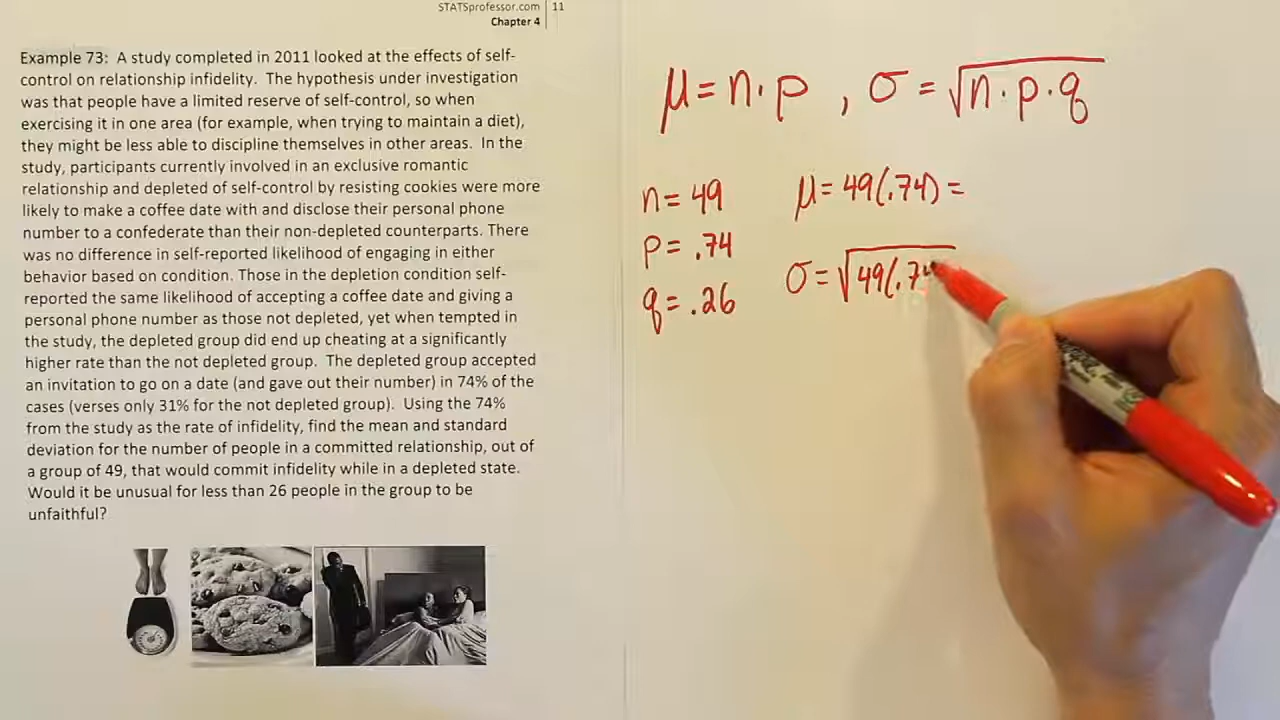 STATSprofessor.com 11
Chapter 4
Example 73: A study completed in 2011 looked at the effects of self-
control on relationship infidelity. The hypothesis under investigation
was that people have a limited reserve of self-control, so when
exercising it in one area (for example, when trying to maintain a diet),
they might be less able to discipline themselves in other areas. In the
study, participants currently involved in an exclusive romantic
relationship and depleted of self-control by resisting cookies were more
likely to make a coffee date with and disclose their personal phone
number to a confederate than their non-depleted counterparts. There
was no difference in self-reported likelihood of engaging in either
behavior based on condition. Those in the depletion condition self-
reported the same likelihood of accepting a coffee date and giving a
personal phone number as those not depleted, yet when tempted in
the study, the depleted group did end up cheating at a significantly
higher rate than the not depleted group. The depleted group accepted
an invitation to go on a date (and gave out their number) in 74% of the
cases (verses only 31% for the not depleted group). Using the 74%
from the study as the rate of infidelity, find the mean and standard
deviation for the number of people in a committed relationship, out of
a group of 49, that would commit infidelity while in a depleted state.
Would it be unusual for less than 26 people in the group to be
unfaithful?
μ = n·p , σ = √n·p·q
n = 49
p = .74
q = .26
μ = 49(.74) =
σ = √49(.74